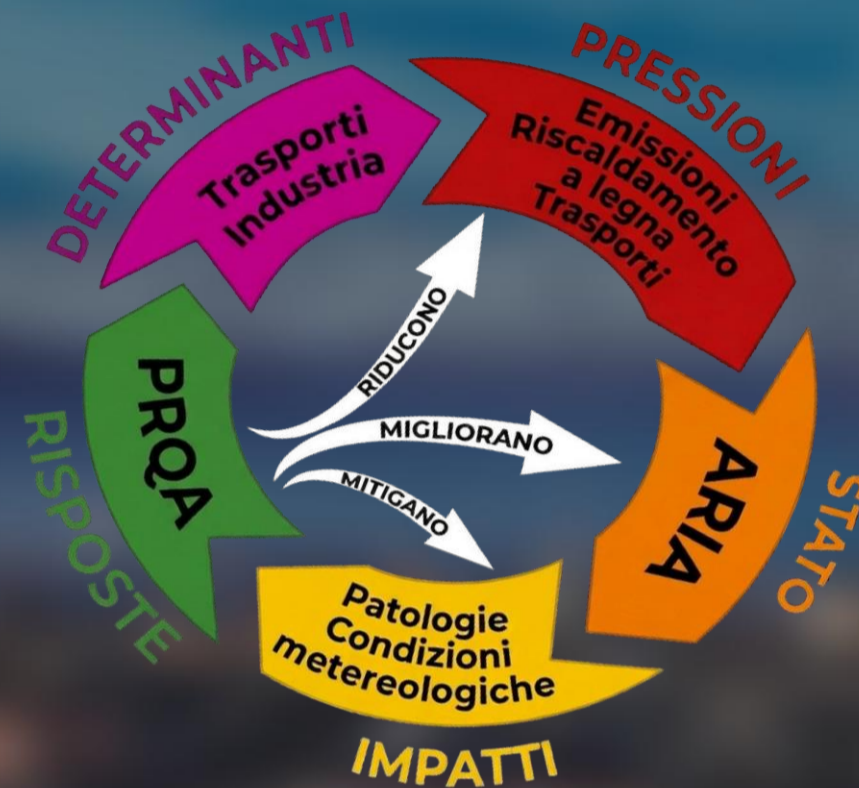 DETERMINANTI
Trasporti
Industria
PRESSIONI
Emissioni
Riscaldamento
a legna
Trasporti
STATO
ARIA
IMPATTI
Patologie
Condizioni
metereologiche
RISPOSTE
PRQA
RIDUCONO
MIGLIORANO
MITIGANO